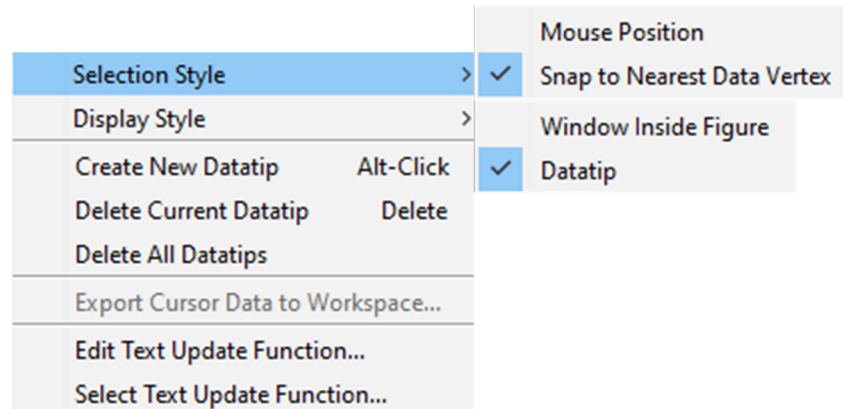 Mouse Position
Selection Style > ✓ Snap to Nearest Data Vertex
Display Style >
Window Inside Figure
Create New Datatip Alt-Click
✓ Datatip
Delete Current Datatip Delete
Delete All Datatips
Export Cursor Data to Workspace...
Edit Text Update Function...
Select Text Update Function...